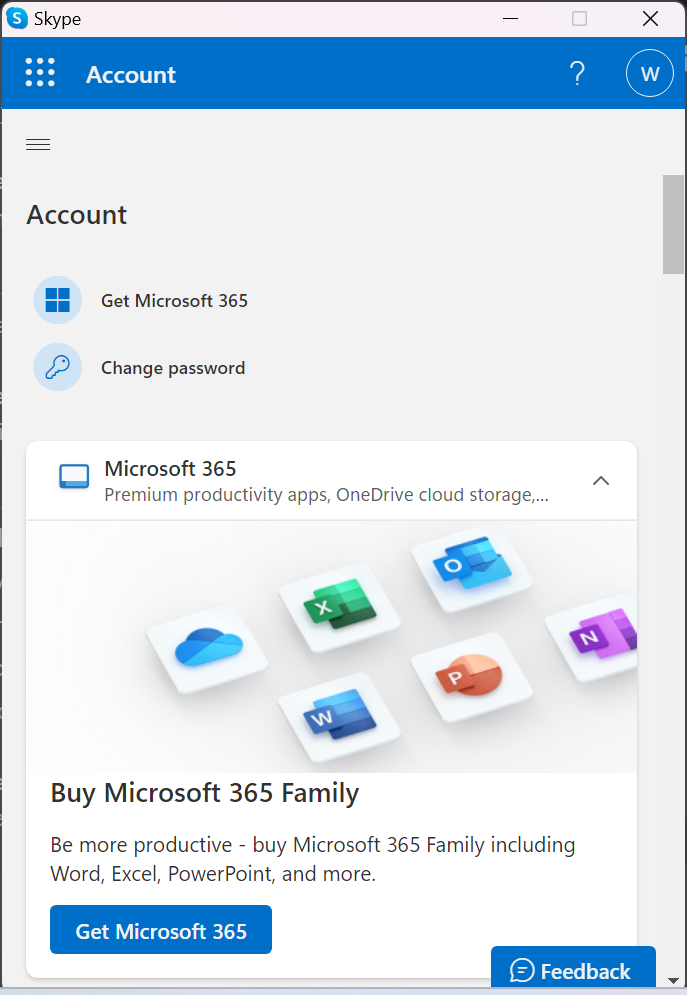 S Skype
Account
?
W
Account
Get Microsoft 365
Change password
Microsoft 365
Premium productivity apps, OneDrive cloud storage,...
O
X
N
P
W
Buy Microsoft 365 Family
Be more productive - buy Microsoft 365 Family including
Word, Excel, PowerPoint, and more.
Get Microsoft 365
Feedback